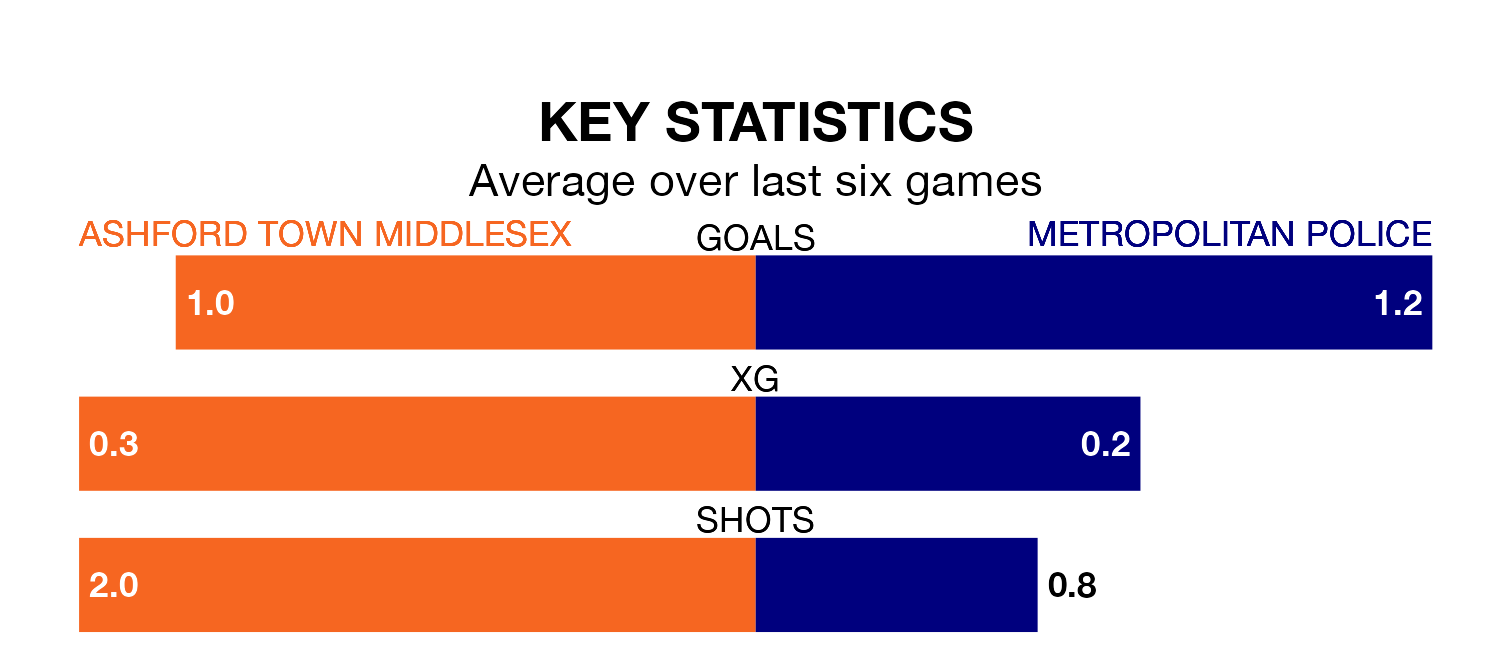 KEY STATISTICS
Average over last six games
ASHFORD TOWN MIDDLESEX GOALS METROPOLITAN POLICE
1.0 1.2
XG
0.3 0.2
SHOTS
2.0 0.8